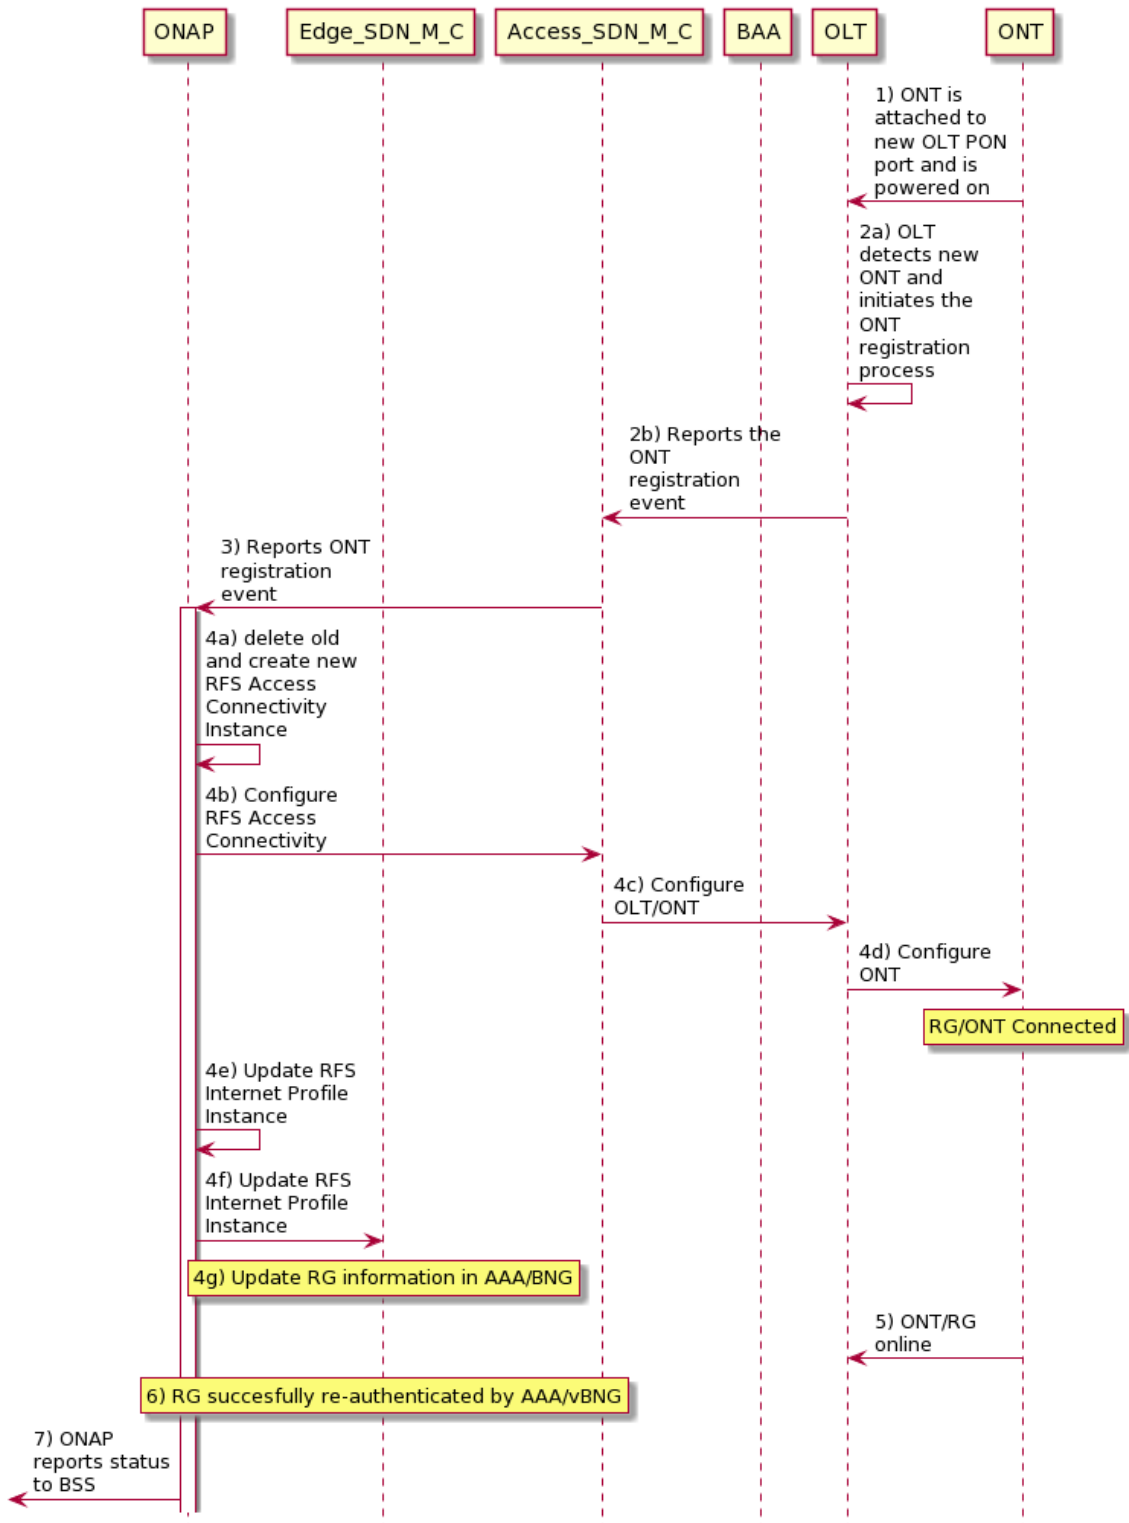 ONAP
Edge_SDN_M_C
Access_SDN_M_C
BAA
OLT
ONT
1) ONT is
attached to
new OLT PON
port and is
powered on
2a) OLT
detects new
ONT and
initiates the
ONT
registration
process
2b) Reports the
ONT
registration
event
3) Reports ONT
registration
event
4a) delete old
and create new
RFS Access
Connectivity
Instance
4b) Configure
RFS Access
Connectivity
4c) Configure
OLT/ONT
4d) Configure
ONT
RG/ONT Connected
4e) Update RFS
Internet Profile
Instance
4f) Update RFS
Internet Profile
Instance
4g) Update RG information in AAA/BNG
5) ONT/RG
online
6) RG succesfully re-authenticated by AAA/vBNG
7) ONAP
reports status
to BSS